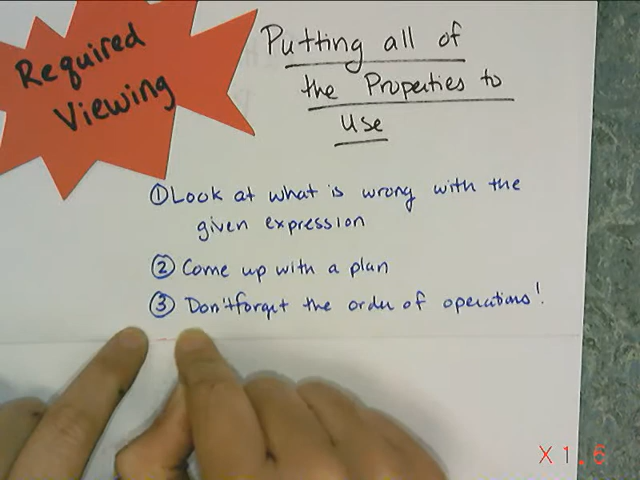 Required
Viewing
Putting all of
the Properties to
Use
① Look at what is wrong with the
given expression
② Come up with a plan
③ Don't forget the order of operations!
X1.6